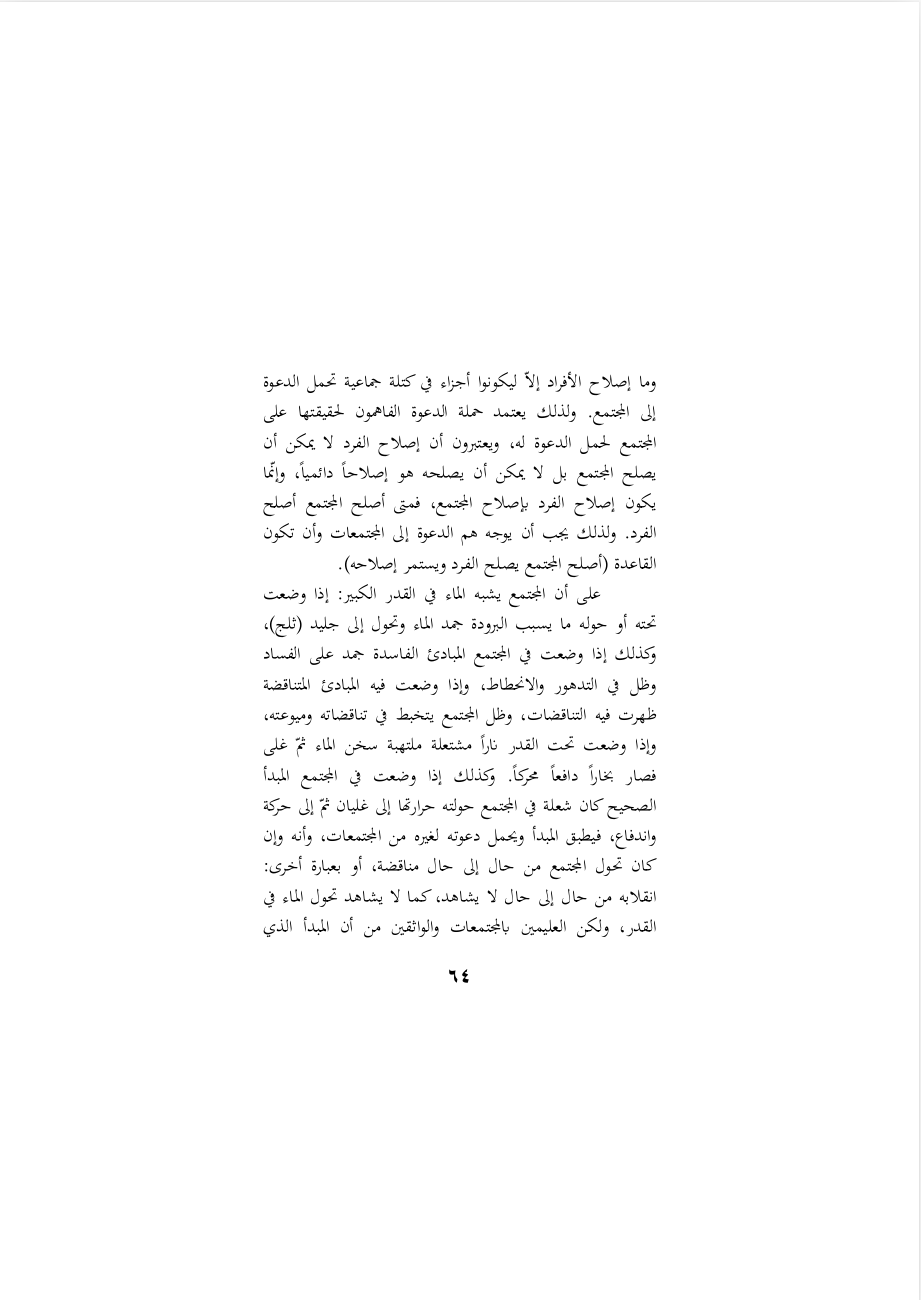 وما إصلاح الأفراد إلاّ ليكونوا أجزاء في كتلة جماعية تحمل الدعوة
إلى المجتمع. ولذلك يعتمد حملة الدعوة الفاهمون لحقيقتها على
المجتمع لحمل الدعوة له، ويعتبرون أن إصلاح الفرد لا يمكن أن
يصلح المجتمع بل لا يمكن أن يصلحه هو إصلاحاً دائمياً، وإنّما
يكون إصلاح الفرد بإصلاح المجتمع، فمتى أصلح المجتمع أصلح
الفرد. ولذلك يجب أن يوجه هم الدعوة إلى المجتمعات وأن تكون
القاعدة (أصلح المجتمع يصلح الفرد ويستمر إصلاحه).
على أن المجتمع يشبه الماء في القدر الكبير: إذا وضعت
تحته أو حوله ما يسبب البرودة جمد الماء وتحول إلى جليد (ثلج)،
وكذلك إذا وضعت في المجتمع المبادئ الفاسدة جمد على الفساد
وظل في التدهور والانحطاط، وإذا وضعت فيه المبادئ المتناقضة
ظهرت فيه التناقضات، وظل المجتمع يتخبط في تناقضاته وميوعته،
وإذا وضعت تحت القدر ناراً مشتعلة ملتهبة سخن الماء ثمّ غلى
فصار بخاراً دافعاً محركاً. وكذلك إذا وضعت في المجتمع المبدأ
الصحيح كان شعلة في المجتمع حولته حرارتها إلى غليان ثمّ إلى حركة
واندفاع، فيطبق المبدأ ويحمل دعوته لغيره من المجتمعات، وأنه وإن
كان تحول المجتمع من حال إلى حال مناقضة، أو بعبارة أخرى:
انقلابه من حال إلى حال لا يشاهد، كما لا يشاهد تحول الماء في
القدر، ولكن العليمين بالمجتمعات والواثقين من أن المبدأ الذي
٦٤